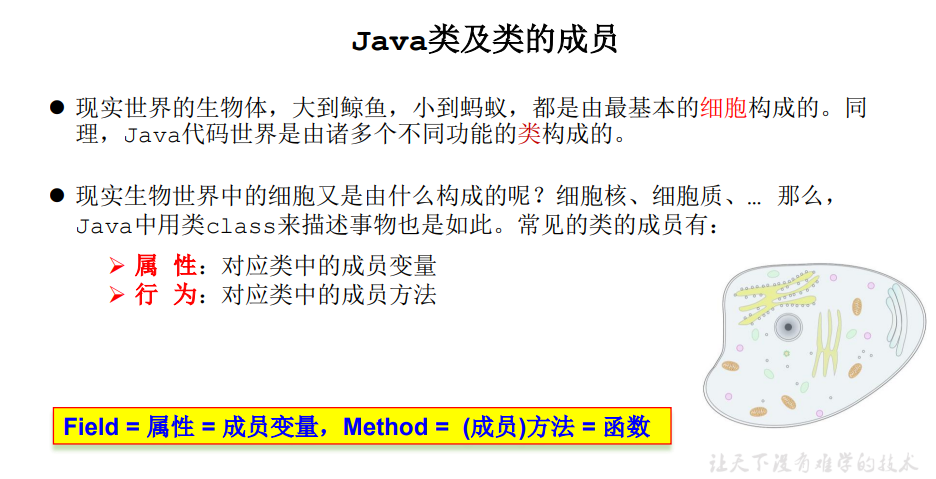 Java类及类的成员
现实世界的生物体，大到鲸鱼，小到蚂蚁，都是由最基本的细胞构成的。同
理，Java代码世界是由诸多个不同功能的类构成的。
现实生物世界中的细胞又是由什么构成的呢？细胞核、细胞质、… 那么，
Java中用类class来描述事物也是如此。常见的类的成员有：
属 性：对应类中的成员变量
行 为：对应类中的成员方法
Field = 属性 = 成员变量，Method = (成员)方法 = 函数
让天下没有难学的技术